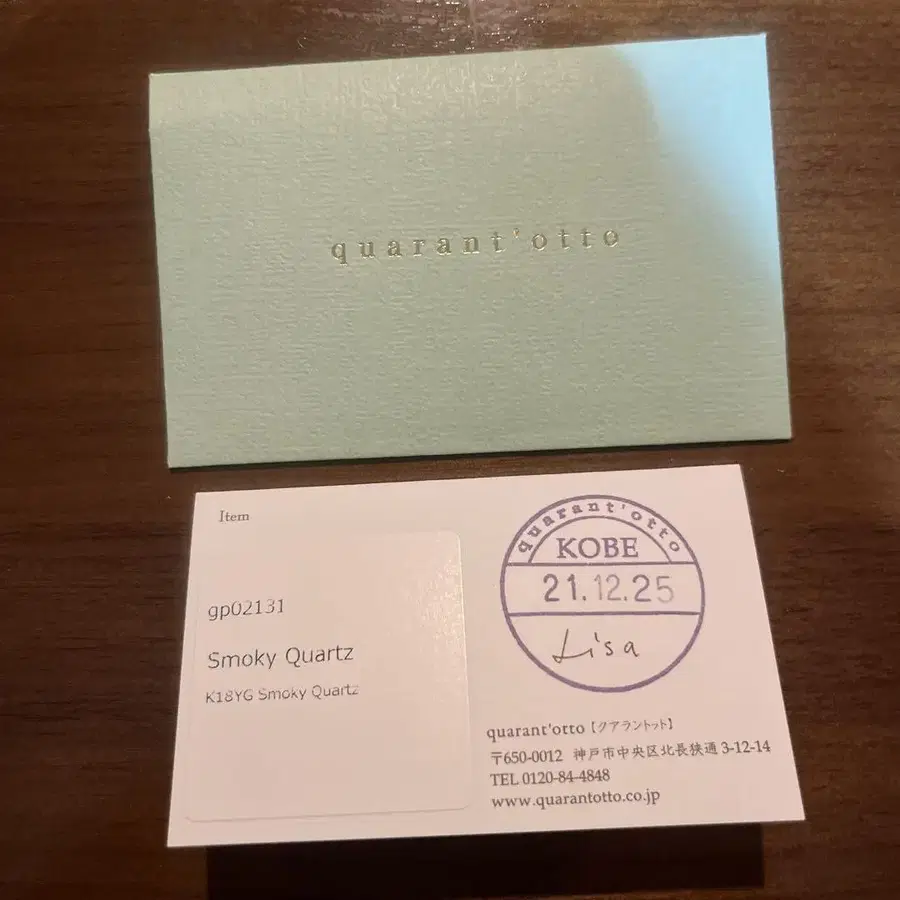 quarant'otto
Item
gp02131
Smoky Quartz
K18YG Smoky Quartz
quarant'otto
KOBE
21.12.25
Lisa
quarant'otto【クアラントット】
〒650-0012 神戸市中央区北長狭通 3-12-14
TEL 0120-84-4848
www.quarantotto.co.jp